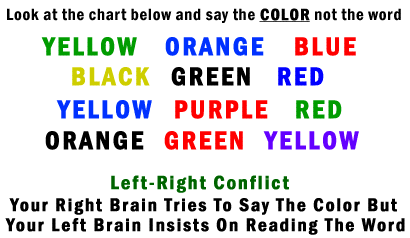 Look at the chart below and say the COLOR not the word
YELLOW ORANGE BLUE
BLACK GREEN RED
YELLOW PURPLE RED
ORANGE GREEN YELLOW
Left-Right Conflict
Your Right Brain Tries To Say The Color But
Your Left Brain Insists On Reading The Word